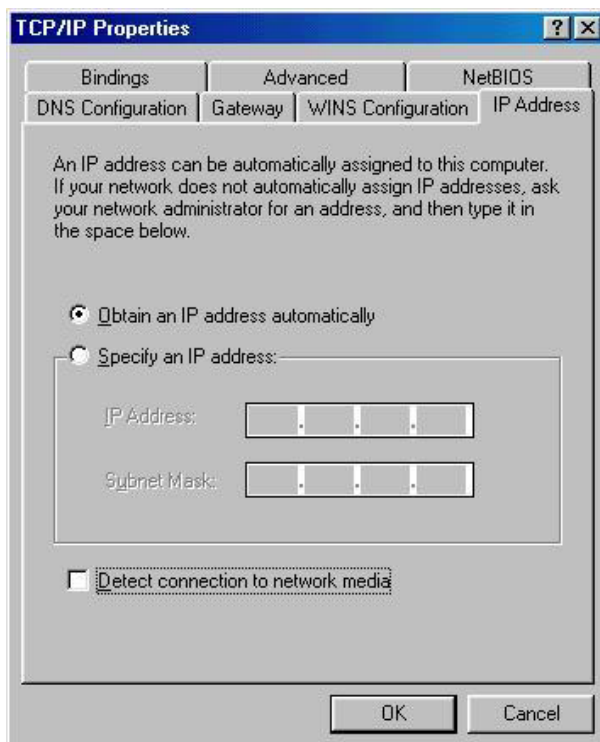 TCP/IP Properties
Bindings Advanced NetBIOS
DNS Configuration Gateway WINS Configuration IP Address
An IP address can be automatically assigned to this computer.
If your network does not automatically assign IP addresses, ask
your network administrator for an address, and then type it in
the space below.
Obtain an IP address automatically
Specify an IP address:
IP Address:
Subnet Mask:
Detect connection to network media
OK Cancel